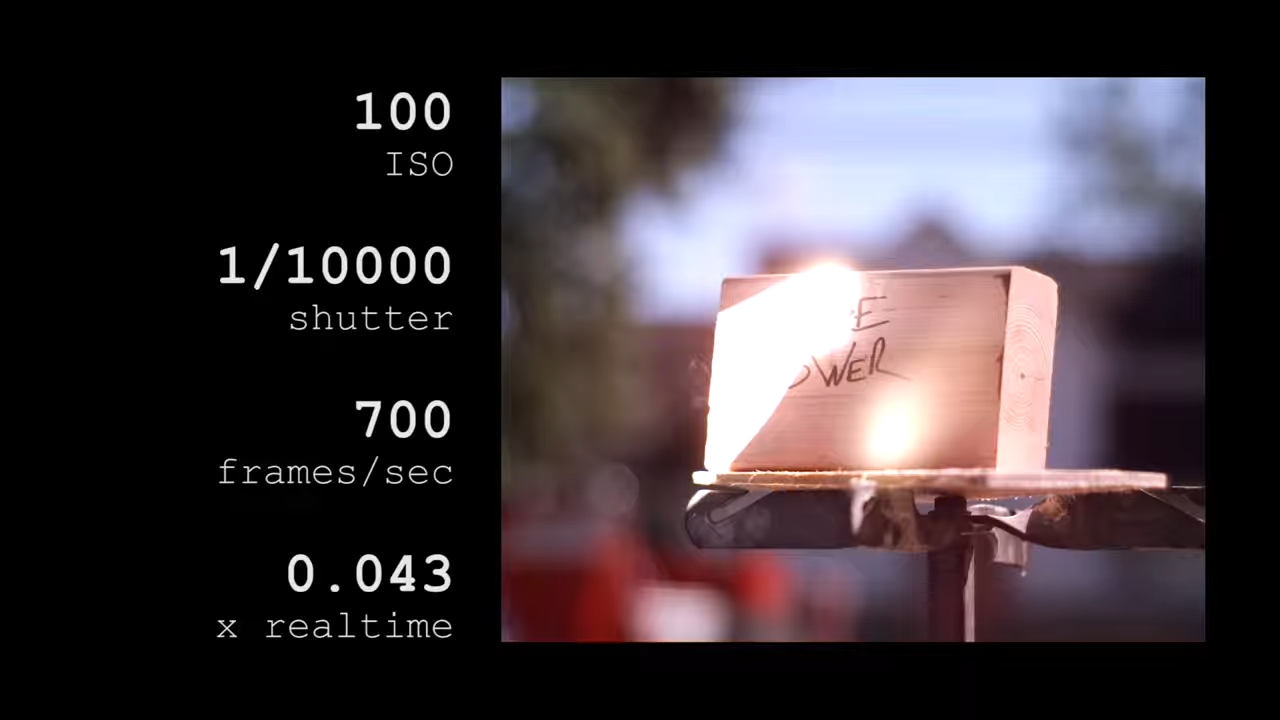 100
ISO
1/10000
shutter
700
frames/sec
0.043
x realtime